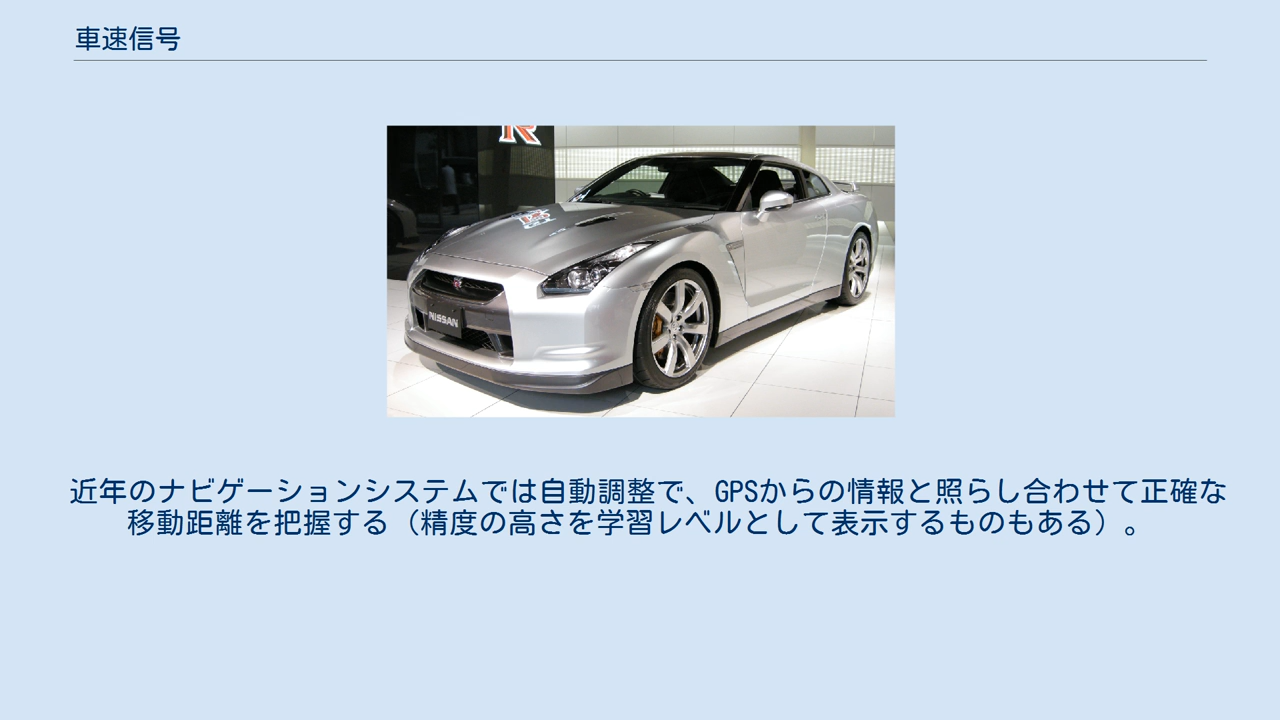 車速信号
R
NISSAN
近年のナビゲーションシステムでは自動調整で、GPSからの情報と照らし合わせて正確な
移動距離を把握する（精度の高さを学習レベルとして表示するものもある）。